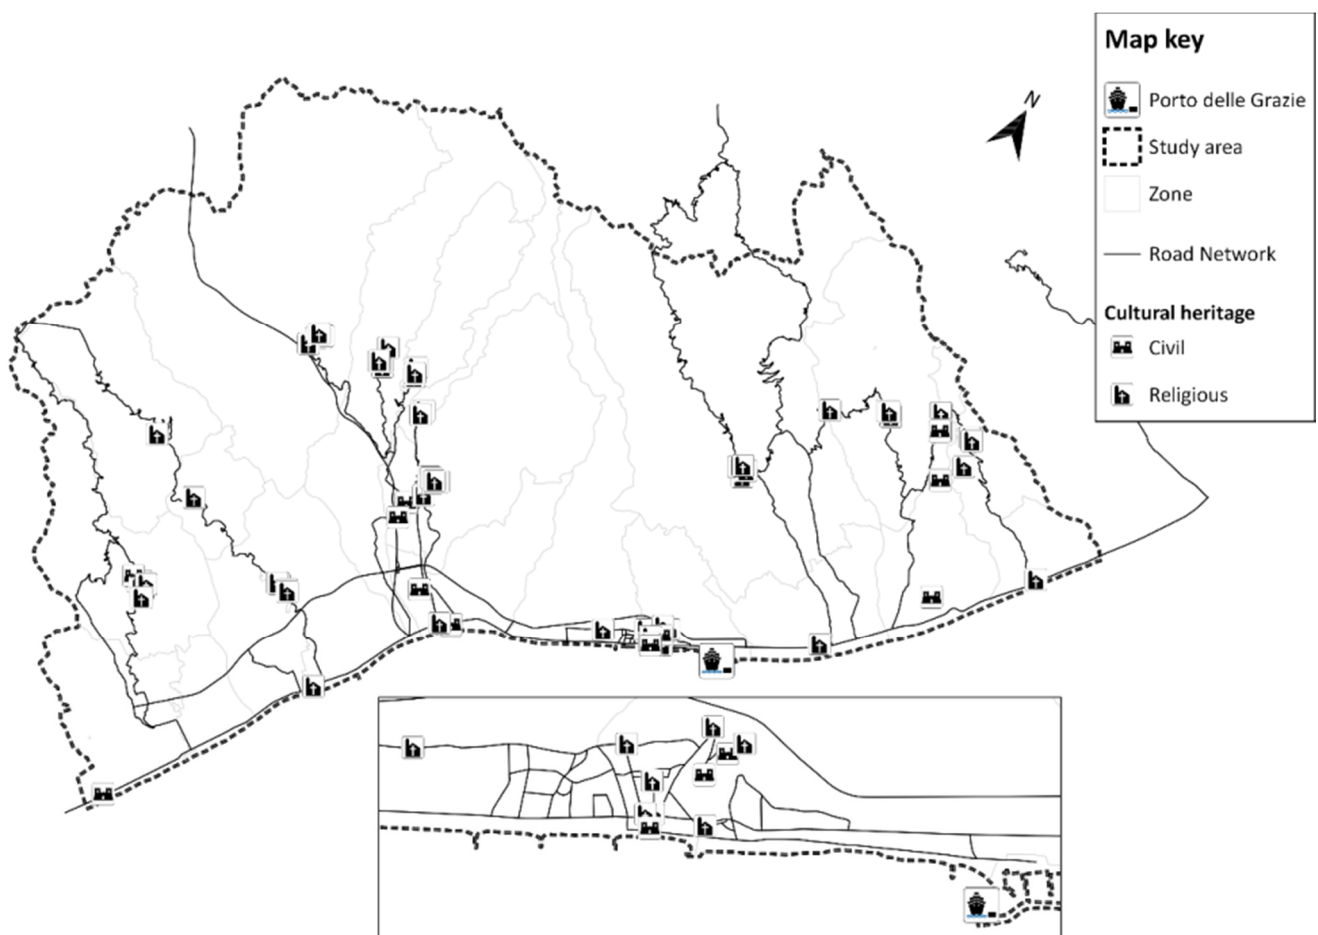 N
Map key
Porto delle Grazie
Study area
Zone
Road Network
Cultural heritage
Civil
Religious